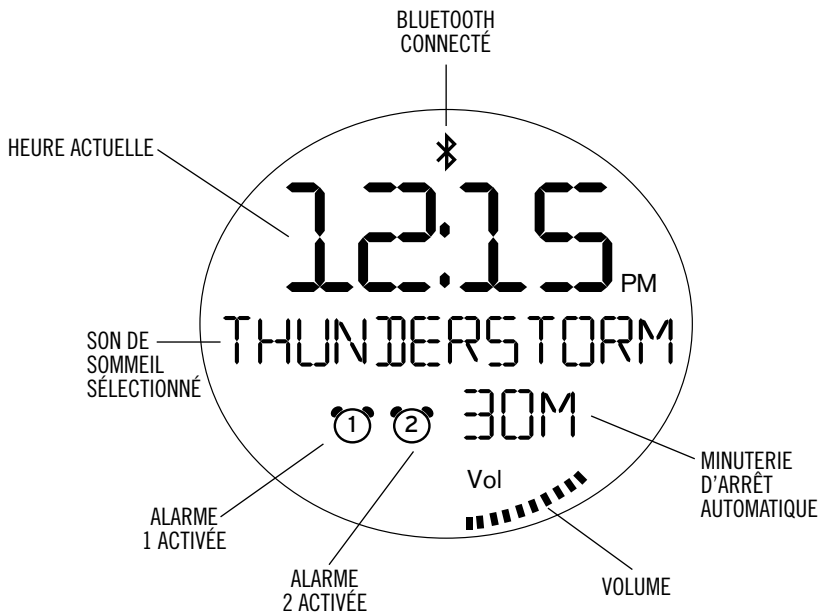 BLUETOOTH
CONNECTÉ
HEURE ACTUELLE
12:15 PM
SON DE
SOMMEIL
SÉLECTIONNÉ
THUNDERSTORM
1 2 30M
Vol
MINUTERIE
D'ARRÊT
AUTOMATIQUE
ALARME
1 ACTIVÉE
ALARME
2 ACTIVÉE
VOLUME